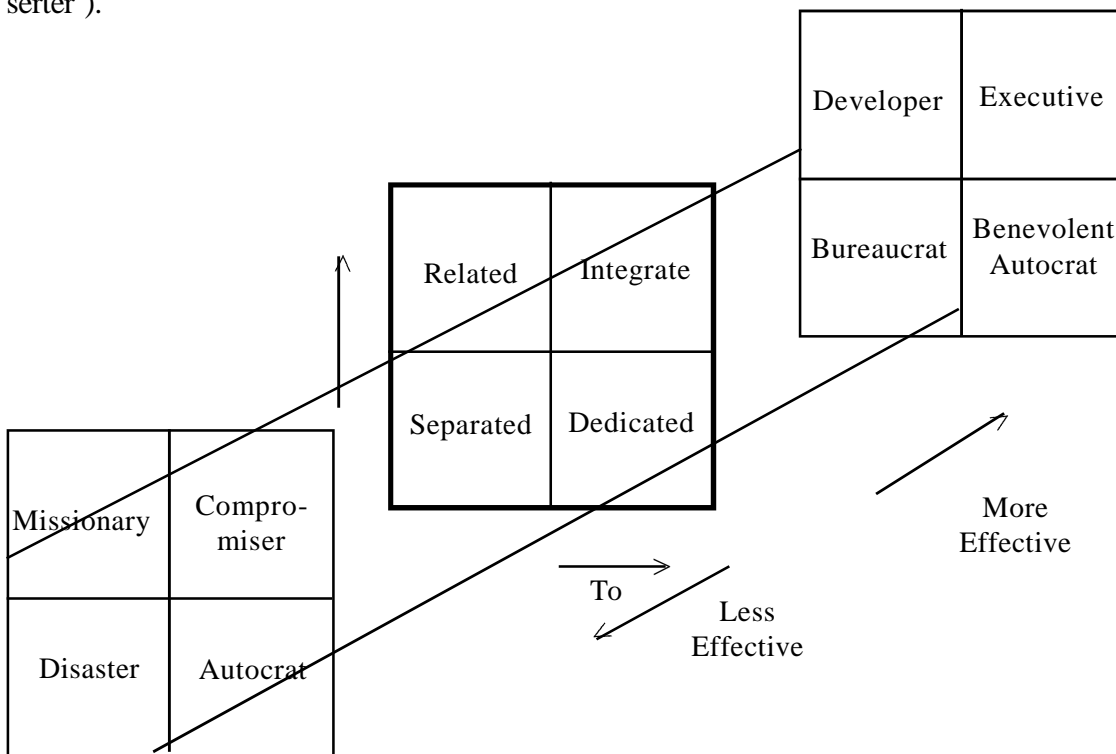 serter").
Developer
Executive
Bureaucrat
Benevolent
Autocrat
Related
Integrate
Separated
Dedicated
Missionary
Compro-
miser
Disaster
Autocrat
To
Less
Effective
More
Effective